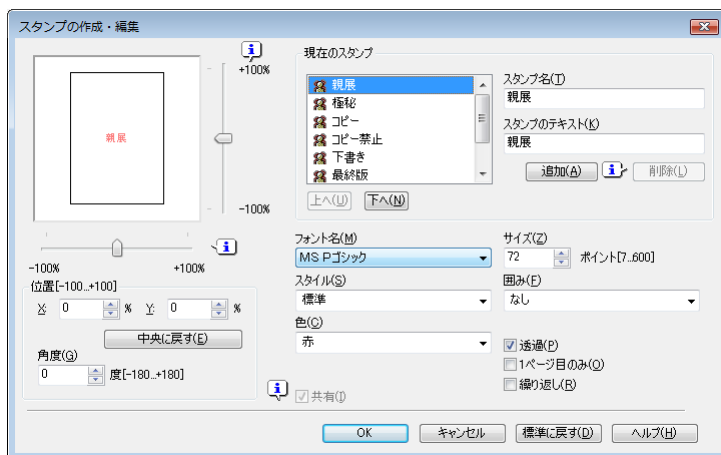 スタンプの作成・編集
親展
+100%
-100%
-100%
+100%
位置[-100..+100]
X: 0 % Y: 0 %
中央に戻す(E)
角度(G)
0 度[-180..+180]
現在のスタンプ
親展
極秘
コピー
コピー禁止
下書き
最終版
上へ(U) 下へ(N)
スタンプ名(T)
親展
スタンプのテキスト(K)
親展
追加(A) 削除(L)
フォント名(M)
MS Pゴシック
サイズ(Z)
72 ポイント[7..600]
スタイル(S)
標準
囲み(F)
なし
色(C)
赤
透過(P)
1ページ目のみ(O)
繰り返し(R)
共有(I)
OK キャンセル 標準に戻す(D) ヘルプ(H)